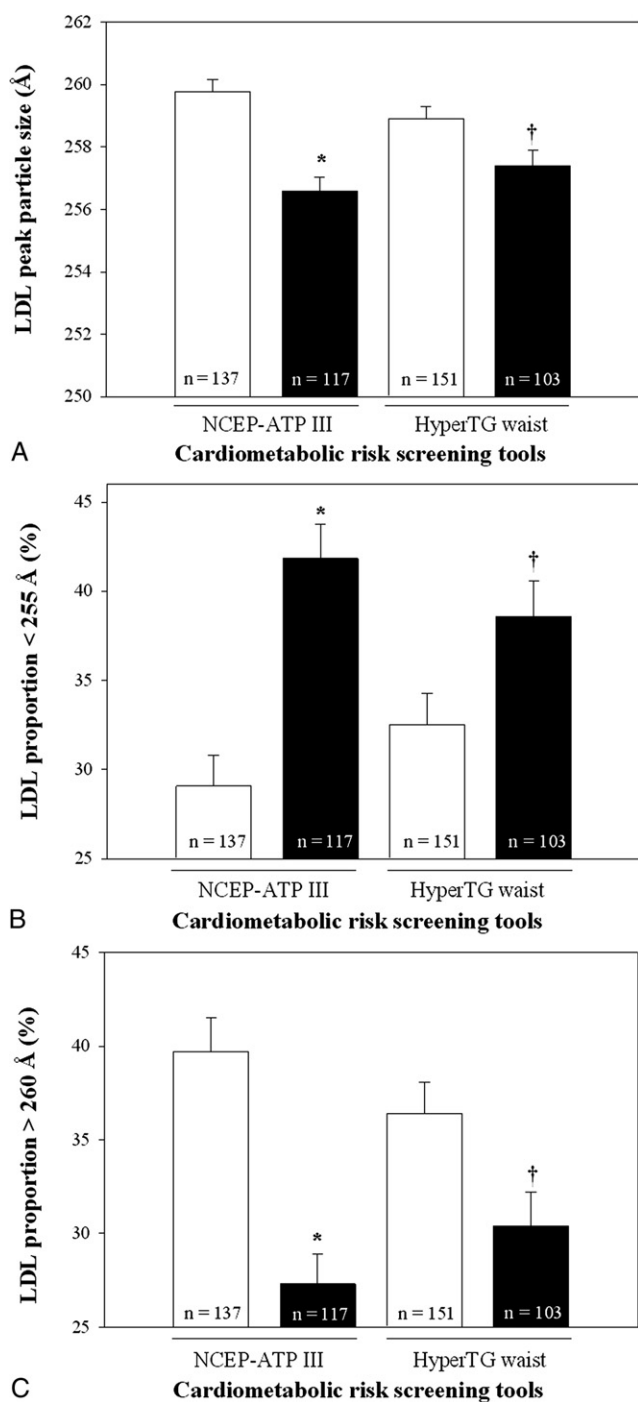 LDL peak particle size (Å)
262
260
258
256
254
252
250
*
†
n = 137
n = 117
n = 151
n = 103
NCEP-ATP III
HyperTG waist
A
Cardiometabolic risk screening tools
LDL proportion < 255 Å (%)
45
40
35
30
25
*
†
n = 137
n = 117
n = 151
n = 103
NCEP-ATP III
HyperTG waist
B
Cardiometabolic risk screening tools
LDL proportion > 260 Å (%)
45
40
35
30
25
*
†
n = 137
n = 117
n = 151
n = 103
NCEP-ATP III
HyperTG waist
C
Cardiometabolic risk screening tools